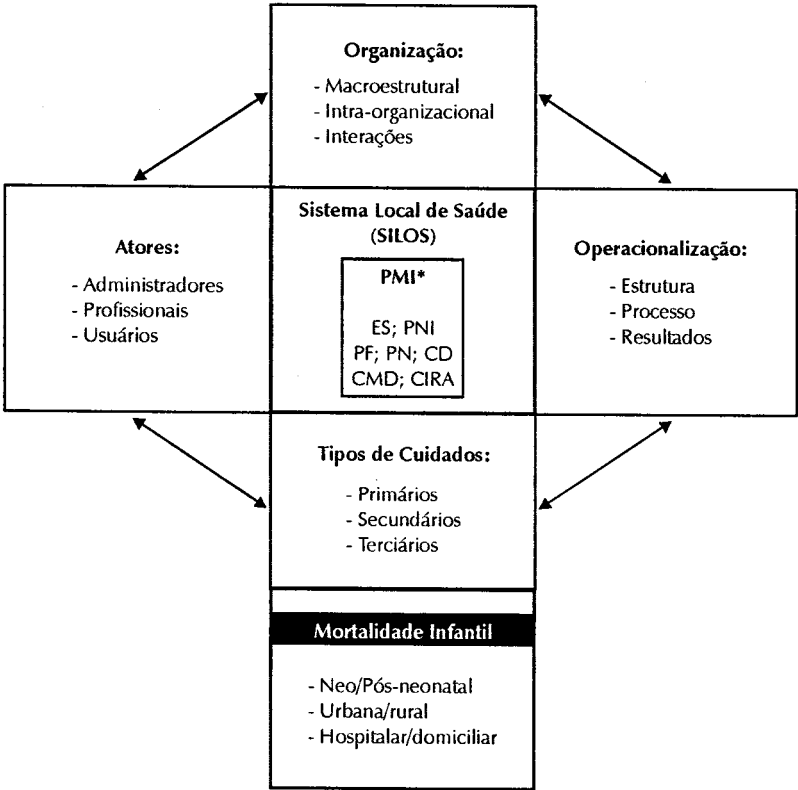 Organização:
- Macroestrutural
- Intra-organizacional
- Interações
Atores:
- Administradores
- Profissionais
- Usuários
Sistema Local de Saúde
(SILOS)
PMI*
ES; PNI
PF; PN; CD
CMD; CIRA
Operacionalização:
- Estrutura
- Processo
- Resultados
Tipos de Cuidados:
- Primários
- Secundários
- Terciários
Mortalidade Infantil
- Neo/Pós-neonatal
- Urbana/rural
- Hospitalar/domiciliar